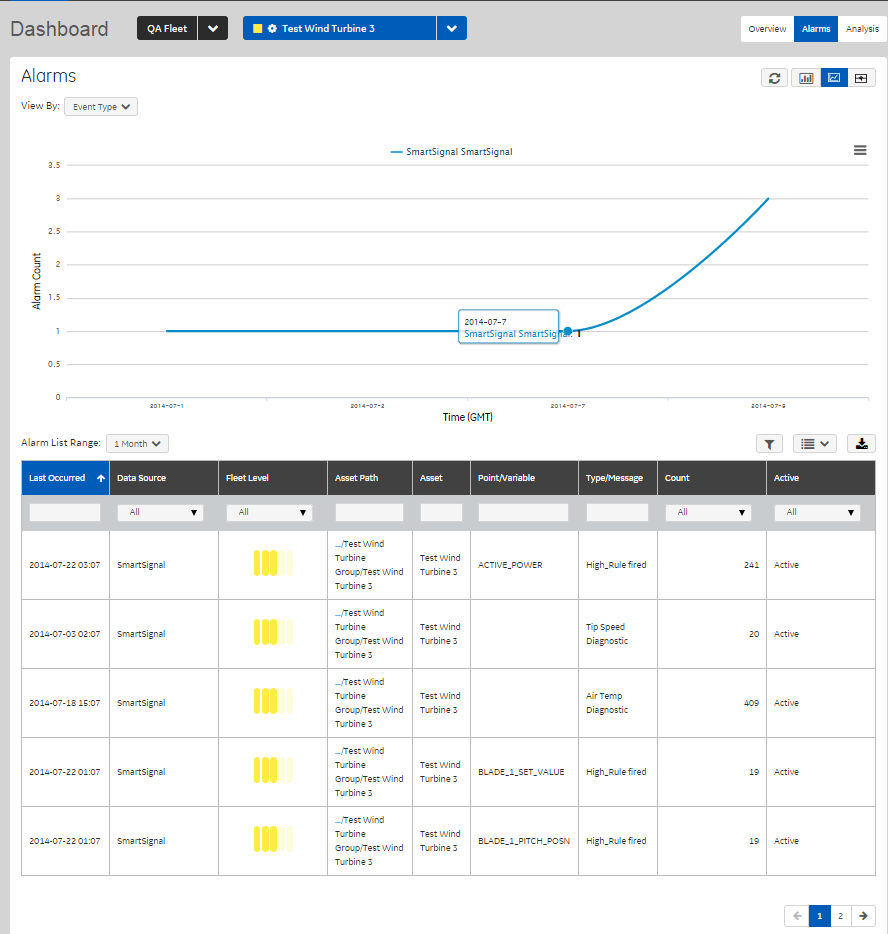 Dashboard
QA Fleet
Test Wind Turbine 3
Overview Alarms Analysis
Alarms
View By: Event Type
SmartSignal SmartSignal
3.5
3
2.5
2
1.5
1
0.5
0
Alarm Count
2014-07-7
SmartSignal SmartSignal: 1
2014-07-1 2014-07-2 2014-07-7 2014-07-9
Time (GMT)
Alarm List Range: 1 Month
Last Occurred Data Source Fleet Level Asset Path Asset Point/Variable Type/Message Count Active
All All All All
2014-07-22 03:07 SmartSignal .../Test Wind
Turbine
Group/Test Wind
Turbine 3
Test Wind
Turbine 3
ACTIVE_POWER High_Rule fired 241 Active
2014-07-03 02:07 SmartSignal .../Test Wind
Turbine
Group/Test Wind
Turbine 3
Test Wind
Turbine 3
Tip Speed
Diagnostic
20 Active
2014-07-18 15:07 SmartSignal .../Test Wind
Turbine
Group/Test Wind
Turbine 3
Test Wind
Turbine 3
Air Temp
Diagnostic
409 Active
2014-07-22 01:07 SmartSignal .../Test Wind
Turbine
Group/Test Wind
Turbine 3
Test Wind
Turbine 3
BLADE_1_SET_VALUE High_Rule fired 19 Active
2014-07-22 01:07 SmartSignal .../Test Wind
Turbine
Group/Test Wind
Turbine 3
Test Wind
Turbine 3
BLADE_1_PITCH_POSN High_Rule fired 19 Active
1 2